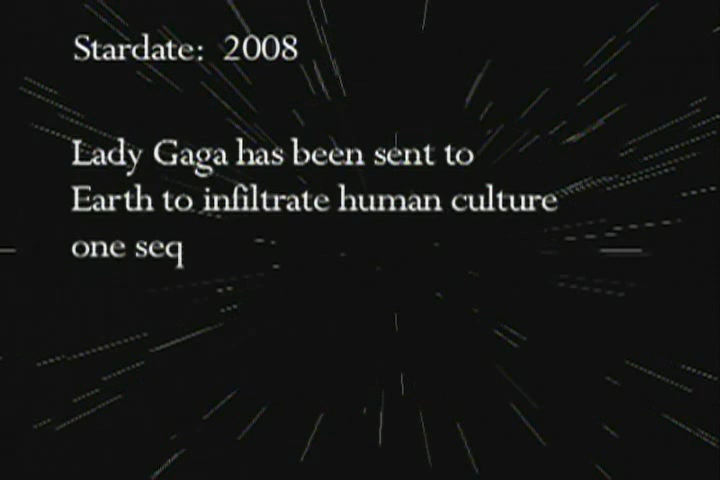 Stardate: 2008
Lady Gaga has been sent to
Earth to infiltrate human culture
one seq